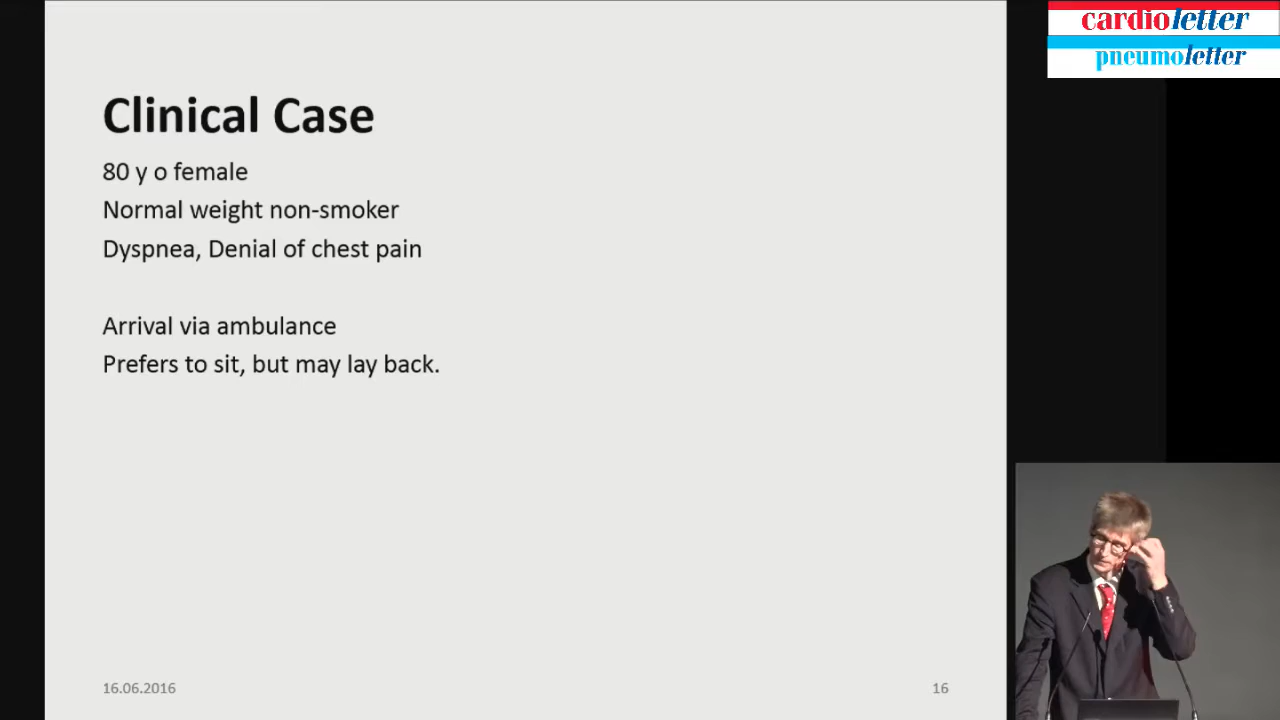 cardioletter
pneumoletter
Clinical Case
80 y o female
Normal weight non-smoker
Dyspnea, Denial of chest pain
Arrival via ambulance
Prefers to sit, but may lay back.
16.06.2016
16